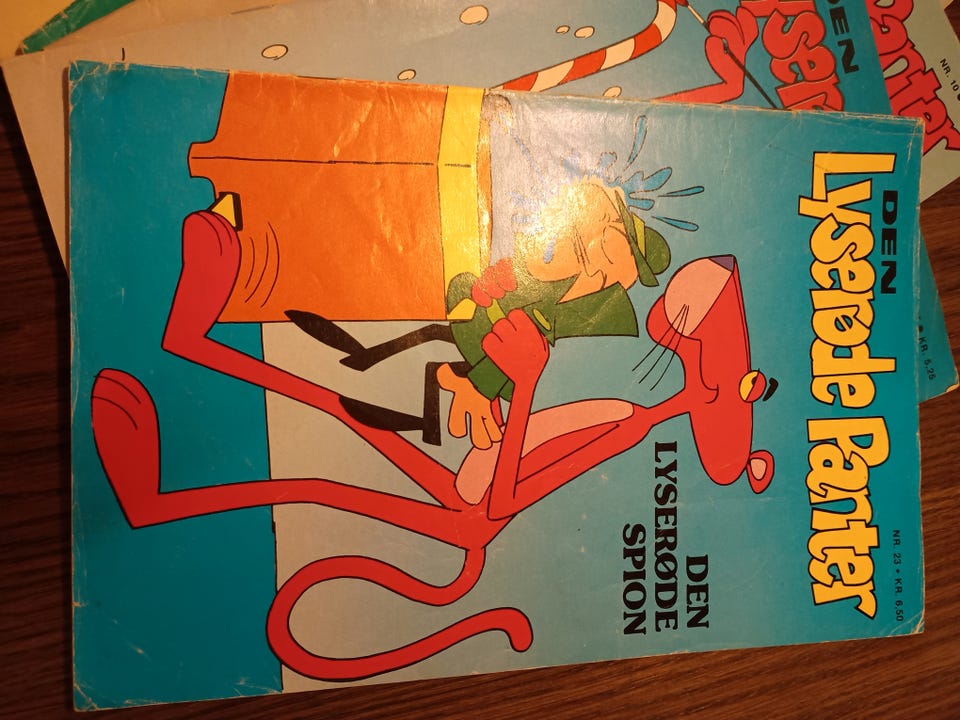 DEN
Lyserøde Panter
NR. 23 • KR. 6,50
DEN
LYSERØDE
SPION
DEN
KR. 5,25
Panter
NR. 10